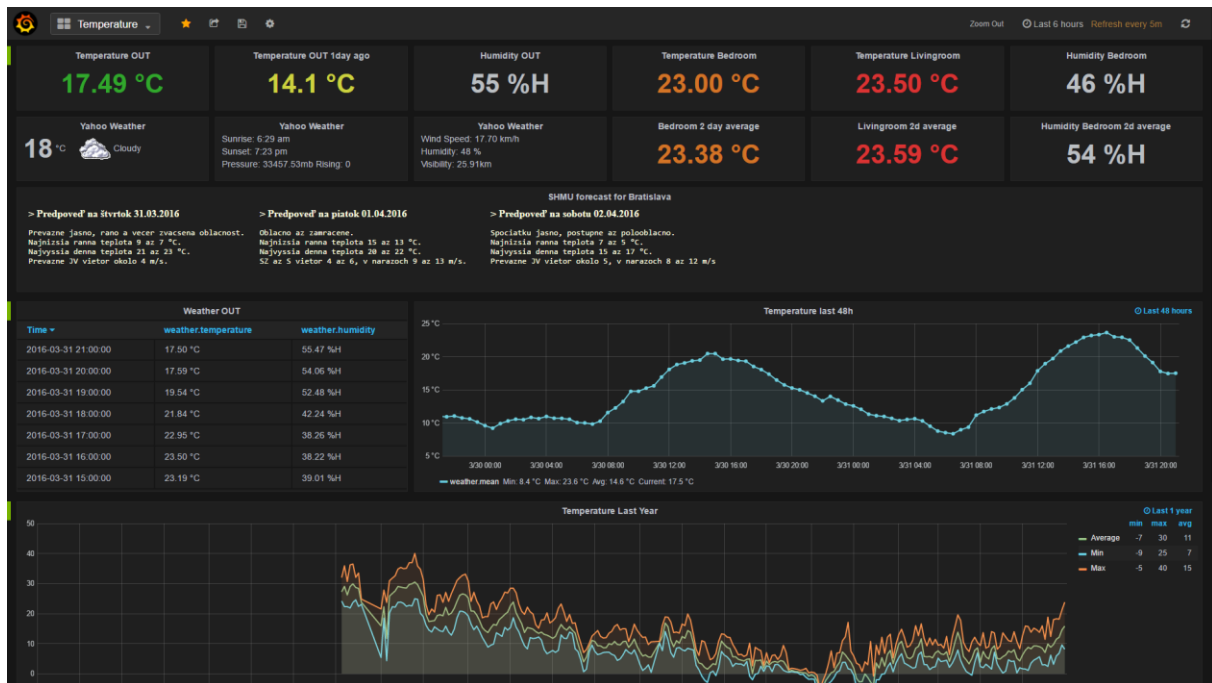 Temperature
Zoom Out
Last 6 hours Refresh every 5m
Temperature OUT
17.49 °C
Temperature OUT 1day ago
14.1 °C
Humidity OUT
55 %H
Temperature Bedroom
23.00 °C
Temperature Livingroom
23.50 °C
Humidity Bedroom
46 %H
Yahoo Weather
18 °C Cloudy
Yahoo Weather
Sunrise: 6:29 am
Sunset: 7:23 pm
Pressure: 33457.53mb Rising: 0
Yahoo Weather
Wind Speed: 17.70 km/h
Humidity: 48 %
Visibility: 25.91km
Bedroom 2 day average
23.38 °C
Livingroom 2d average
23.59 °C
Humidity Bedroom 2d average
54 %H
SHMU forecast for Bratislava
> Predpoveď na štvrtok 31.03.2016
Prevazne jasno, rano a vecer zvacsena oblacnost.
Najnizsia ranna teplota 9 az 7 °C.
Najvyssia denna teplota 21 az 23 °C.
Prevazne JV vietor okolo 4 m/s.
> Predpoveď na piatok 01.04.2016
Oblacno az zamracene.
Najnizsia ranna teplota 15 az 13 °C.
Najvyssia denna teplota 20 az 22 °C.
SZ az S vietor 4 az 6, v narazoch 9 az 13 m/s.
> Predpoveď na sobotu 02.04.2016
Spociatku jasno, postupne az polooblacno.
Najnizsia ranna teplota 7 az 5 °C.
Najvyssia denna teplota 15 az 17 °C.
Prevazne JV vietor okolo 5, v narazoch 8 az 12 m/s
Weather OUT
Time weather.temperature weather.humidity
2016-03-31 21:00:00 17.50 °C 55.47 %H
2016-03-31 20:00:00 17.59 °C 54.06 %H
2016-03-31 19:00:00 19.54 °C 52.48 %H
2016-03-31 18:00:00 21.84 °C 42.24 %H
2016-03-31 17:00:00 22.95 °C 38.26 %H
2016-03-31 16:00:00 23.50 °C 38.22 %H
2016-03-31 15:00:00 23.19 °C 39.01 %H
Temperature last 48h
Last 48 hours
25 °C
20 °C
15 °C
10 °C
5 °C
3/30 00:00 3/30 04:00 3/30 08:00 3/30 12:00 3/30 16:00 3/30 20:00 3/31 00:00 3/31 04:00 3/31 08:00 3/31 12:00 3/31 16:00 3/31 20:00
weather.mean Min: 8.4 °C Max: 23.6 °C Avg: 14.6 °C Current: 17.5 °C
Temperature Last Year
Last 1 year
min max avg
Average -7 30 11
Min -9 25 7
Max -5 40 15
50
40
30
20
10
0